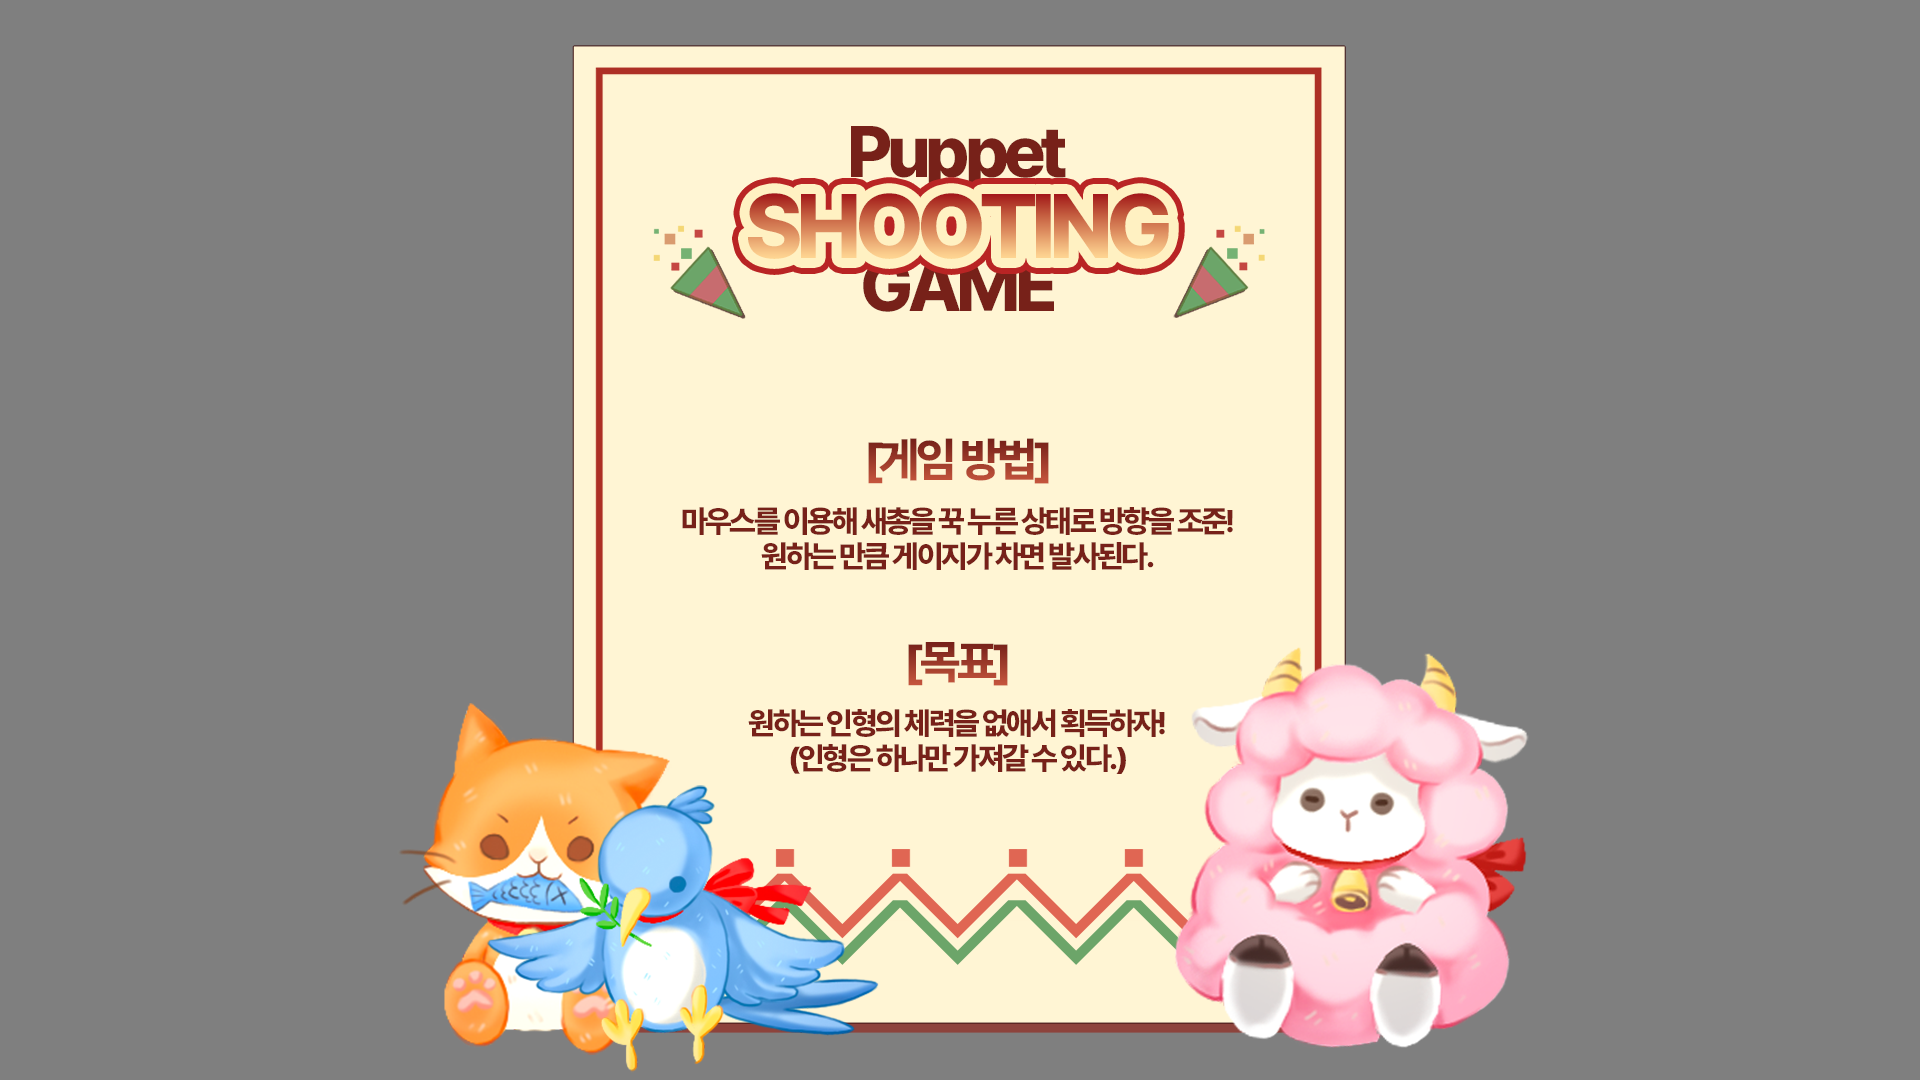 Puppet
SHOOTING
GAME
[게임 방법]
마우스를 이용해 새총을 꾹 누른 상태로 방향을 조준!
원하는 만큼 게이지가 차면 발사된다.
[목표]
원하는 인형의 체력을 없애서 획득하자!
(인형은 하나만 가져갈 수 있다.)